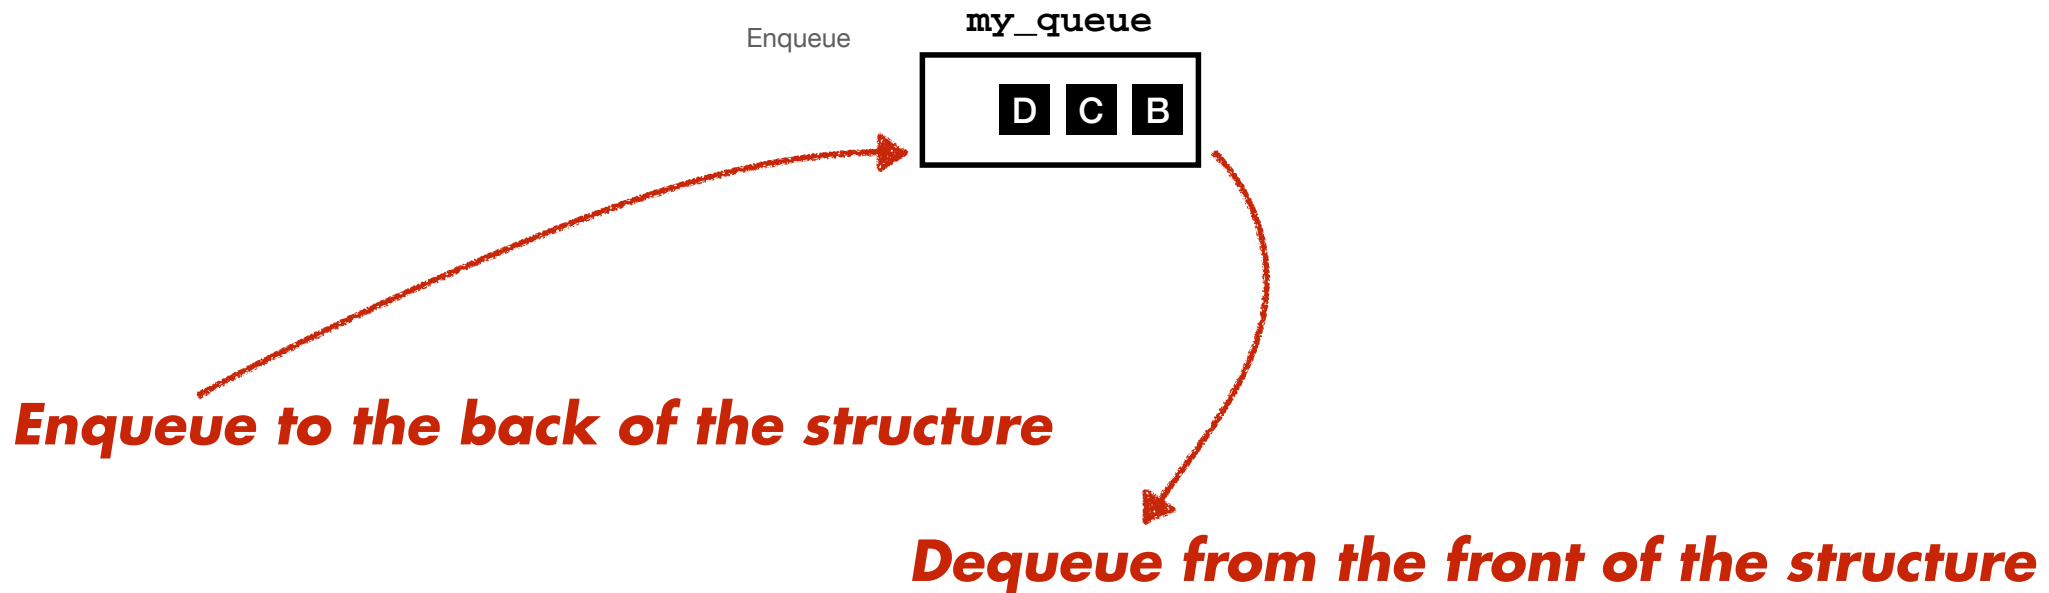 my_queue
Enqueue
D C B
Enqueue to the back of the structure
Dequeue from the front of the structure